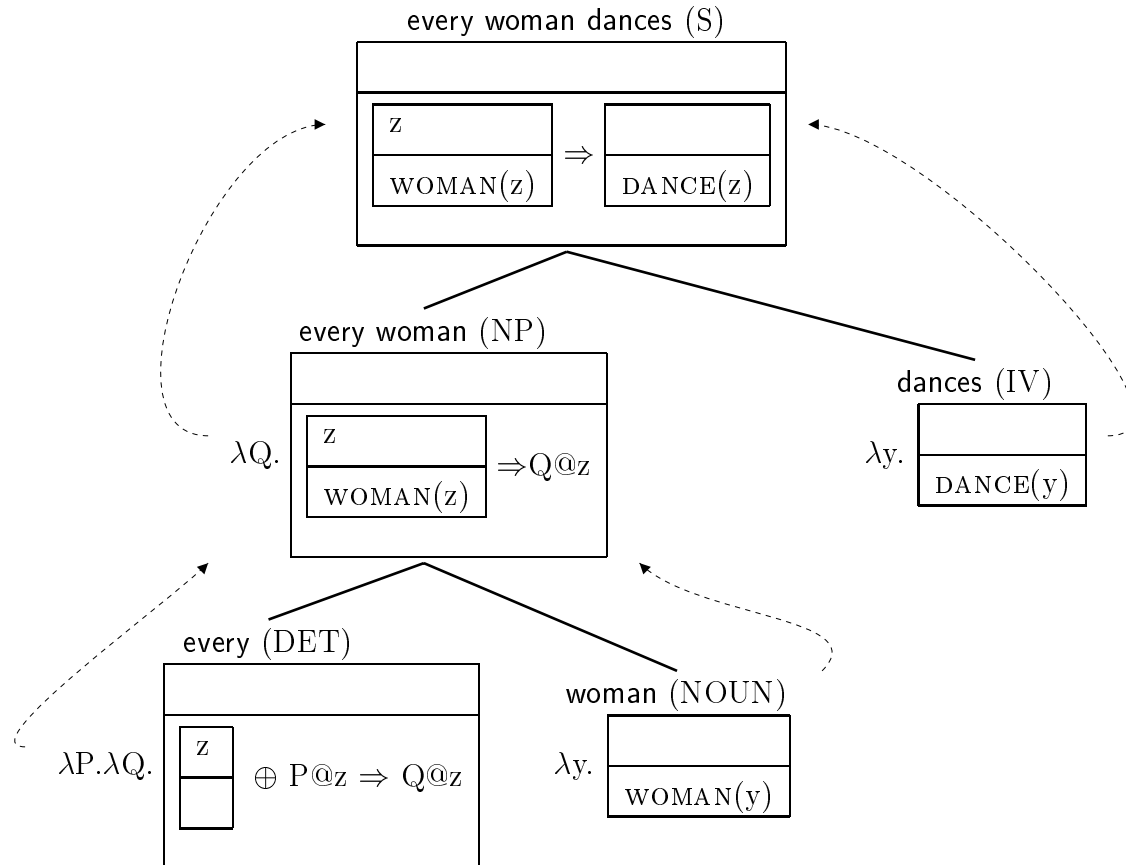 every woman dances (S)
z
⇒
WOMAN(z) DANCE(z)
every woman (NP)
dances (IV)
z
λQ. ⇒Q@z λy.
WOMAN(z) DANCE(y)
every (DET)
woman (NOUN)
z
λP.λQ. ⊕ P@z ⇒ Q@z λy.
WOMAN(y)